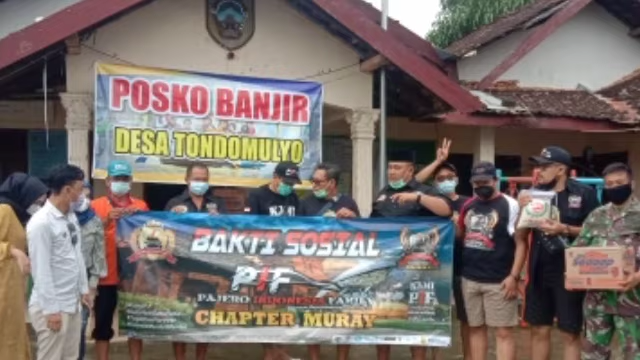 POSKO BANJIR
DESA TONDOMULYO
BAKTI SOSIAL
PIF
PAJERO INDONESIA FAMILY
CHAPTER MURAY